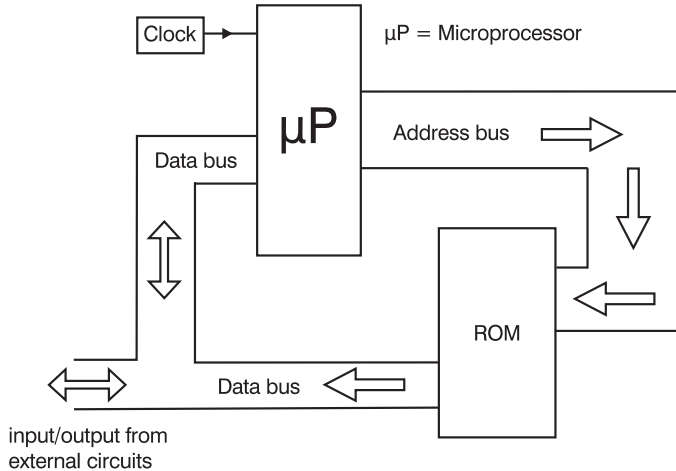 Clock
μP = Microprocessor
μP
Address bus
Data bus
ROM
Data bus
input/output from
external circuits